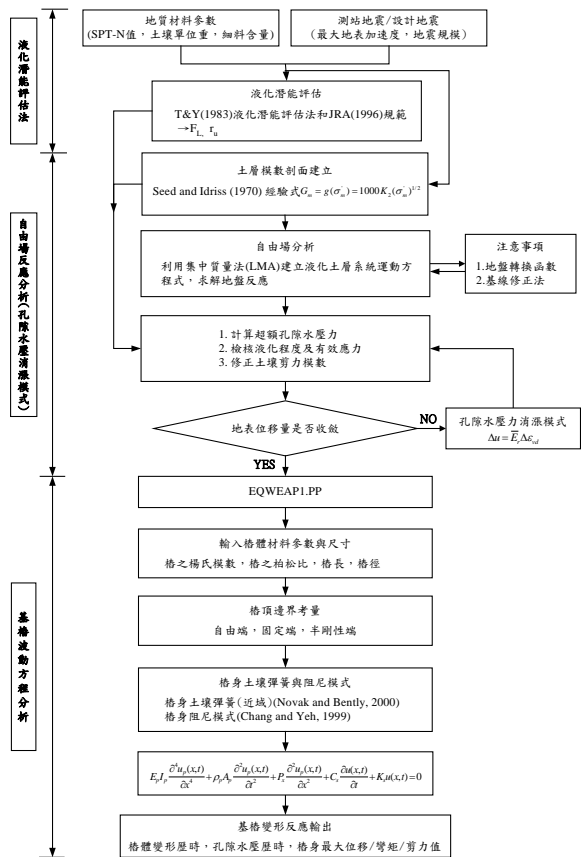 地質材料參數
(SPT-N值，土壤單位重，細料含量)
測站地震/設計地震
(最大地表加速度，地震規模)
液化潛能評估法
液化潛能評估
T&Y(1983)液化潛能評估法和JRA(1996)規範
→F_L, r_u
土層模數剖面建立
Seed and Idriss (1970) 經驗式G_m = g(σ'_m) = 1000K_2(σ'_m)^{1/2}
自由場反應分析(孔隙水壓消漲模式)
自由場分析
利用集中質量法(LMA)建立液化土層系統運動方
程式，求解地盤反應
注意事項
1.地盤轉換函數
2.基線修正法
1. 計算超額孔隙水壓力
2. 檢核液化程度及有效應力
3. 修正土壤剪力模數
地表位移量是否收斂
NO
孔隙水壓力消漲模式
Δu = E̅_r Δε_vd
YES
EQWEAP1.PP
輸入樁體材料參數與尺寸
樁之楊氏模數，樁之柏松比，樁長，樁徑
樁頂邊界考量
自由端，固定端，半剛性端
基樁波動方程分析
樁身土壤彈簧與阻尼模式
樁身土壤彈簧(近域)(Novak and Bently, 2000)
樁身阻尼模式(Chang and Yeh, 1999)
E_pI_p ∂⁴u_p(x,t)/∂x⁴ + ρ_pA_p ∂²u_p(x,t)/∂t² + P_x ∂²u_p(x,t)/∂x² + C_s ∂u(x,t)/∂t + K_s u(x,t) = 0
基樁變形反應輸出
樁體變形歷時，孔隙水壓歷時，樁身最大位移/彎矩/剪力值